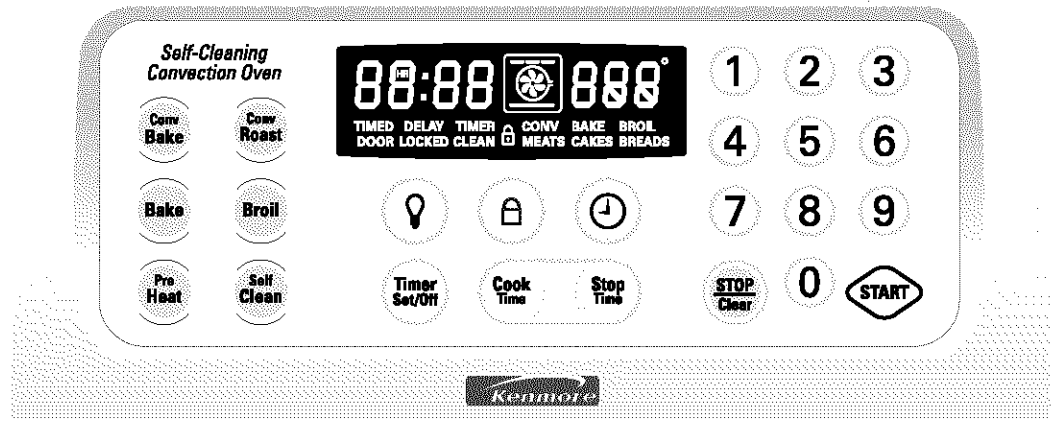 Self-Cleaning
Convection Oven
Conv
Bake
Conv
Roast
Bake
Broil
Pre
Heat
Self
Clean
88:88 888°
HR
TIMED DELAY TIMER CONV BAKE BROIL
DOOR LOCKED CLEAN MEATS CAKES BREADS
Timer
Set/Off
Cook
Time
Stop
Time
1 2 3
4 5 6
7 8 9
STOP
Clear
0
START
Kenmore